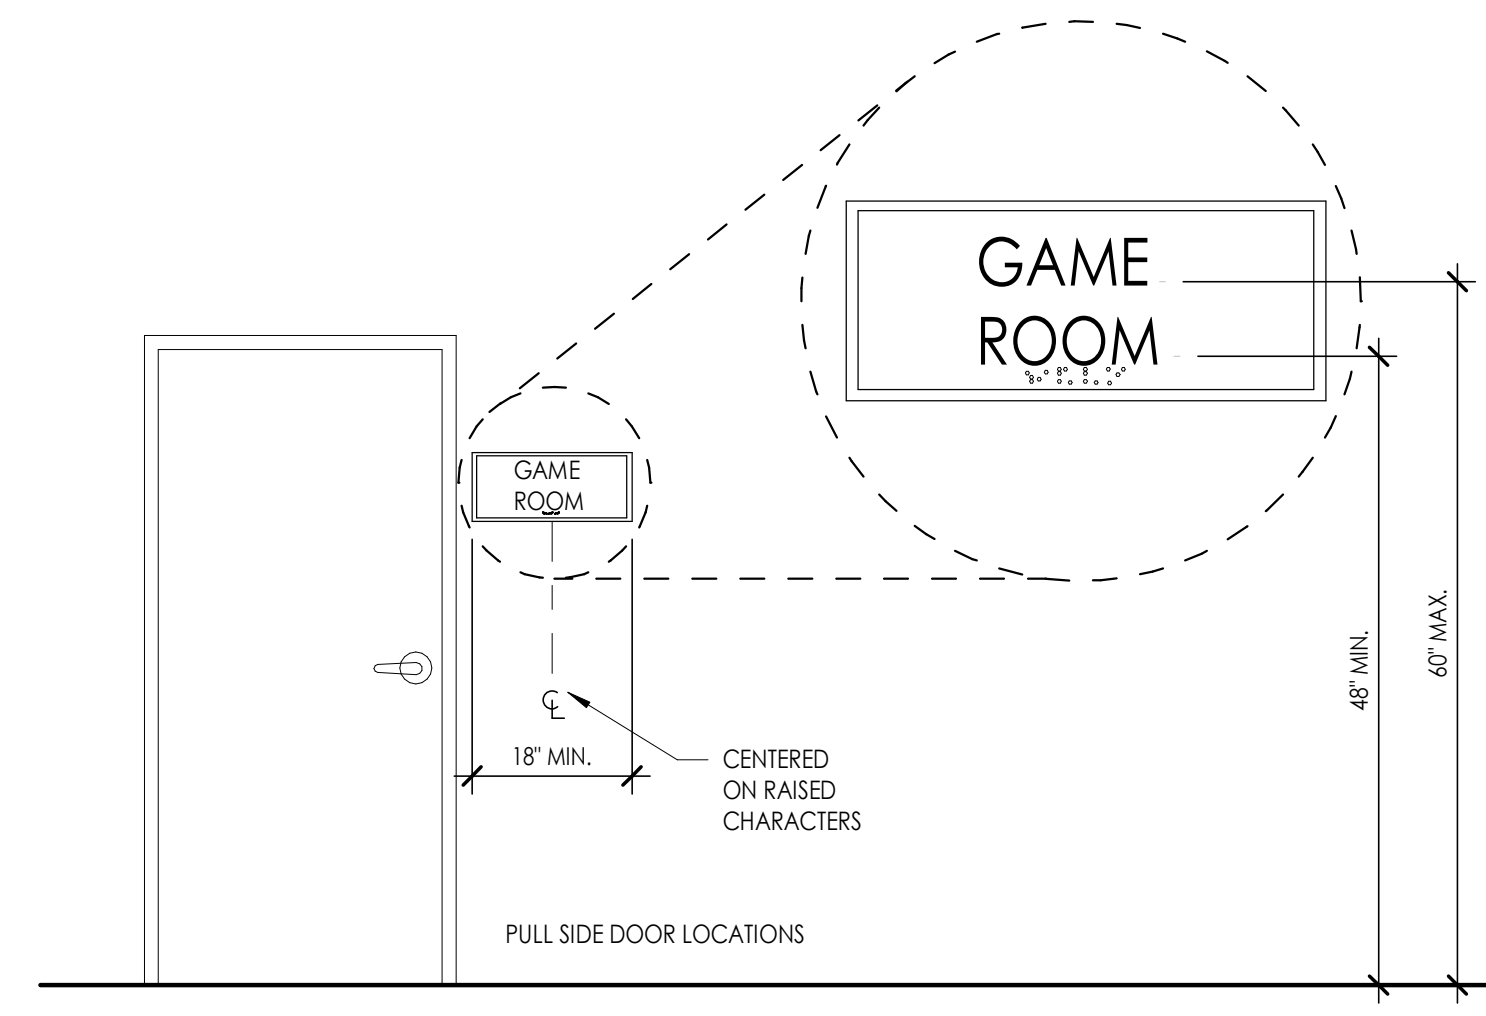 GAME
ROOM
GAME
ROOM
60" MAX.
48" MIN.
℄
18" MIN.
CENTERED
ON RAISED
CHARACTERS
PULL SIDE DOOR LOCATIONS